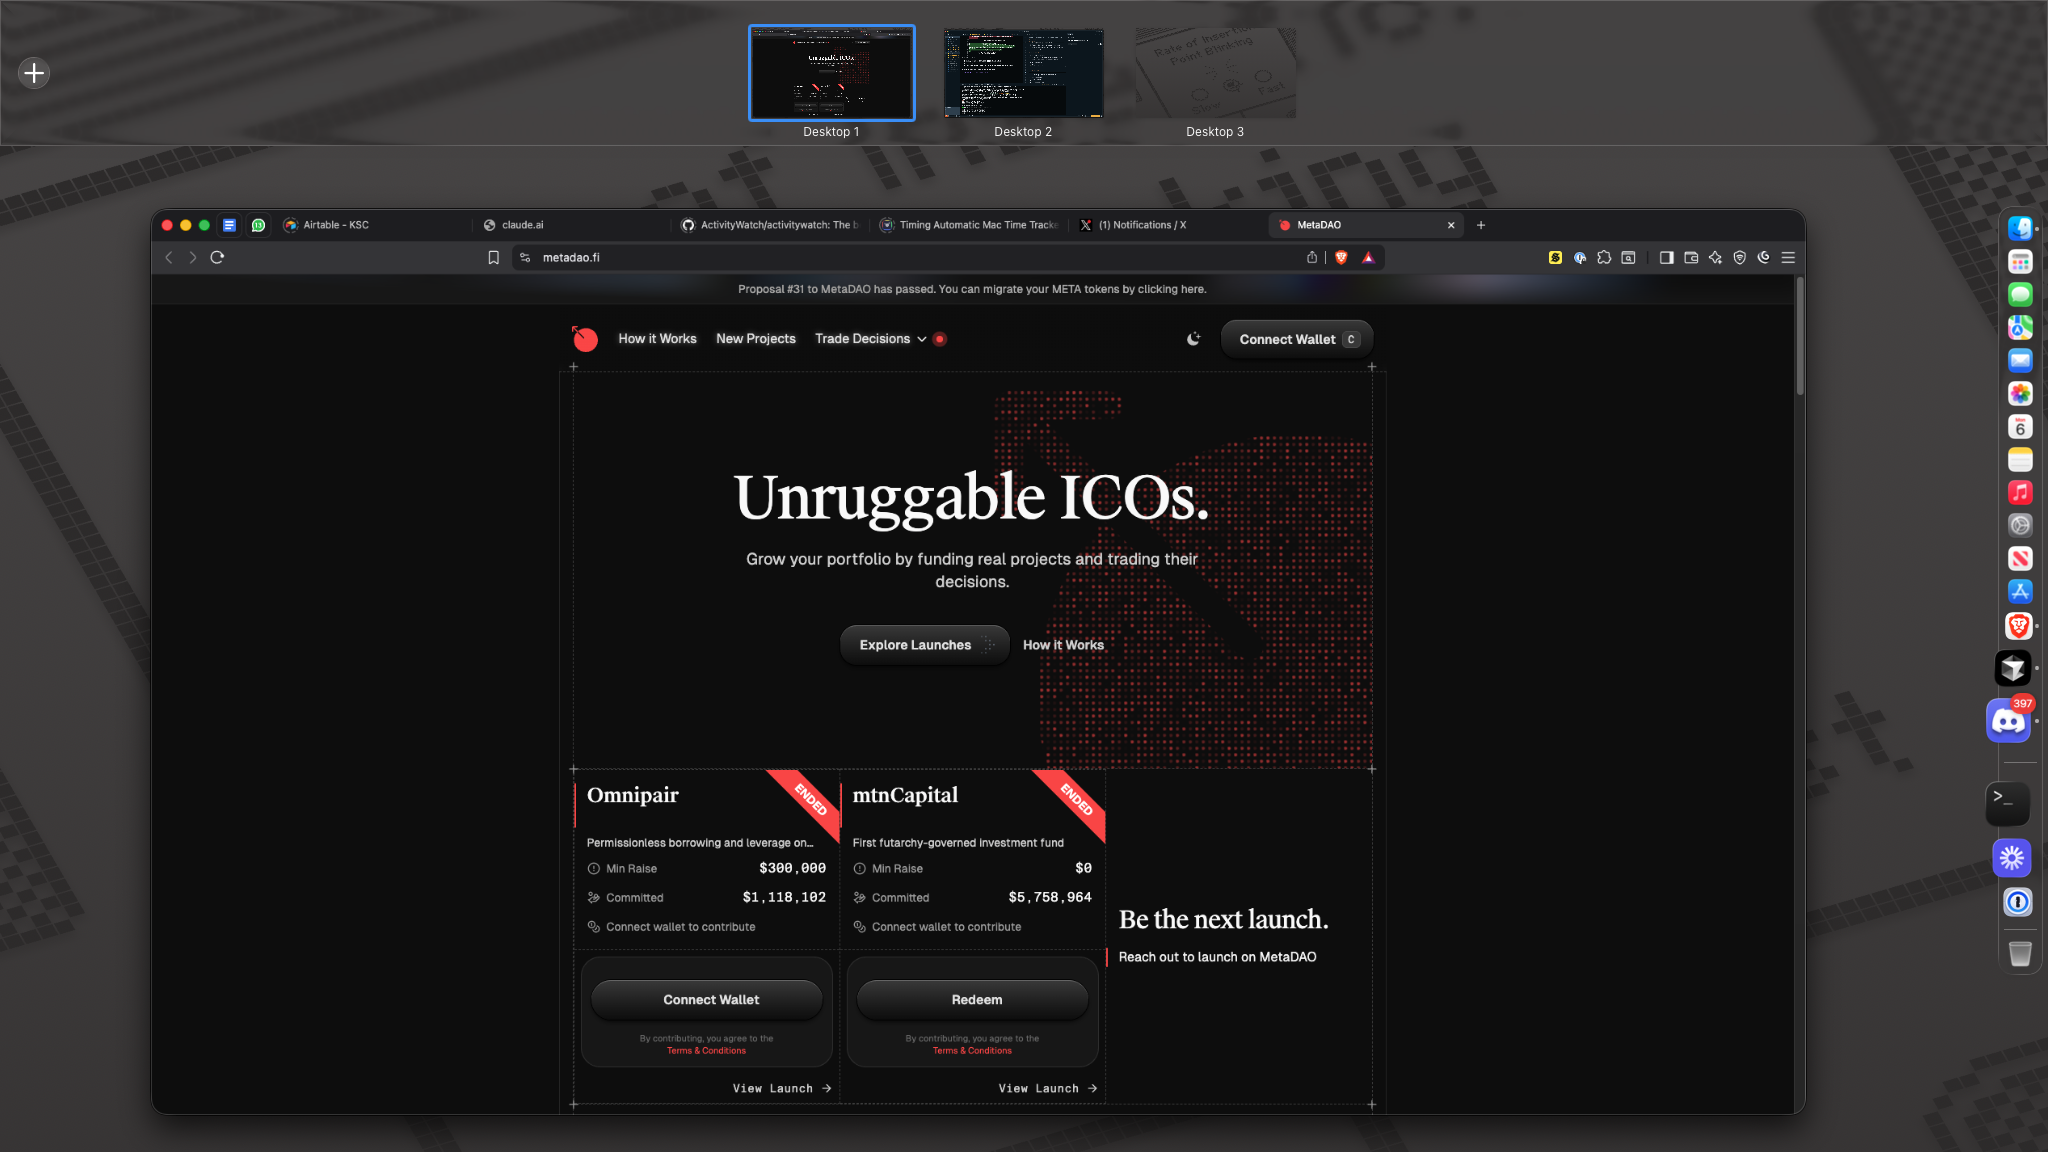 Rate of Insertion
Point Blinking
Slow
Fast
Desktop 1
Desktop 2
Desktop 3
Airtable - KSC
claude.ai
ActivityWatch/activitywatch: The b
Timing Automatic Mac Time Tracke
(1) Notifications / X
MetaDAO
metadao.fi
Proposal #31 to MetaDAO has passed. You can migrate your META tokens by clicking here.
How it Works
New Projects
Trade Decisions
Connect Wallet C
Unruggable ICOs.
Grow your portfolio by funding real projects and trading their
decisions.
Explore Launches
How it Works
Omnipair
ENDED
Permissionless borrowing and leverage on...
Min Raise $300,000
Committed $1,118,102
Connect wallet to contribute
Connect Wallet
By contributing, you agree to the
Terms & Conditions
View Launch →
mtnCapital
ENDED
First futarchy-governed investment fund
Min Raise $0
Committed $5,758,964
Connect wallet to contribute
Redeem
By contributing, you agree to the
Terms & Conditions
View Launch →
Be the next launch.
Reach out to launch on MetaDAO
6
397
>_